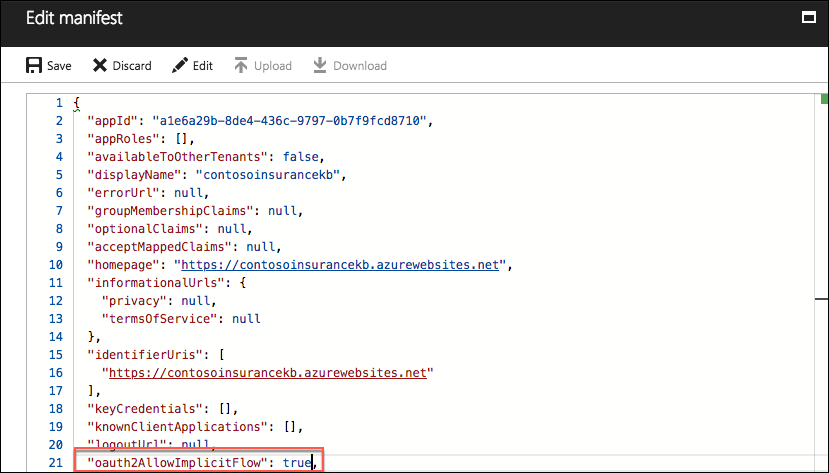 Edit manifest
Save Discard Edit Upload Download
1 {
2 "appId": "a1e6a29b-8de4-436c-9797-0b7f9fcd8710",
3 "appRoles": [],
4 "availableToOtherTenants": false,
5 "displayName": "contosoinsurancekb",
6 "errorUrl": null,
7 "groupMembershipClaims": null,
8 "optionalClaims": null,
9 "acceptMappedClaims": null,
10 "homepage": "https://contosoinsurancekb.azurewebsites.net",
11 "informationalUrls": {
12 "privacy": null,
13 "termsOfService": null
14 },
15 "identifierUris": [
16 "https://contosoinsurancekb.azurewebsites.net"
17 ],
18 "keyCredentials": [],
19 "knownClientApplications": [],
20 "logoutUrl": null,
21 "oauth2AllowImplicitFlow": true,